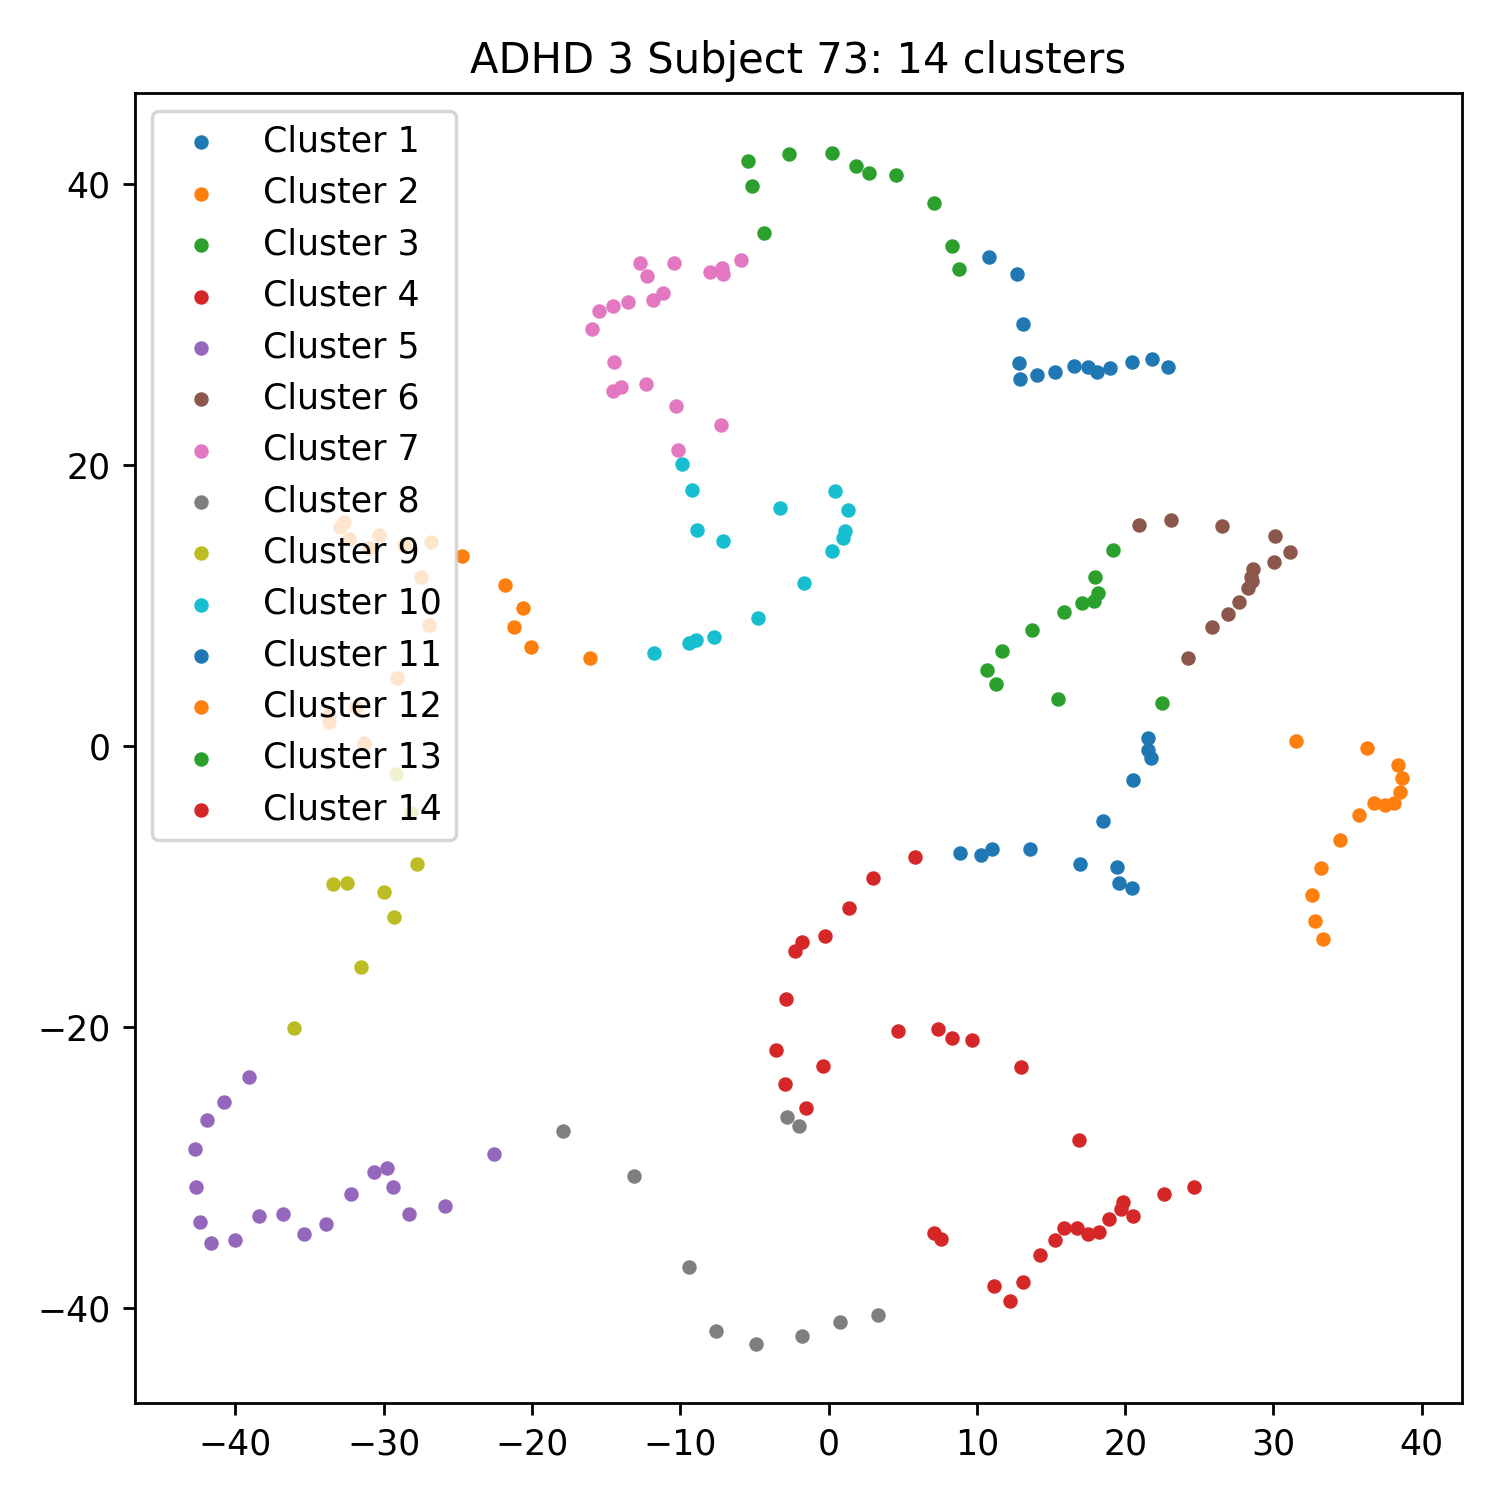 ADHD 3 Subject 73: 14 clusters
Cluster 1
Cluster 2
Cluster 3
Cluster 4
Cluster 5
Cluster 6
Cluster 7
Cluster 8
Cluster 9
Cluster 10
Cluster 11
Cluster 12
Cluster 13
Cluster 14
40
20
0
−20
−40
−40 −30 −20 −10 0 10 20 30 40